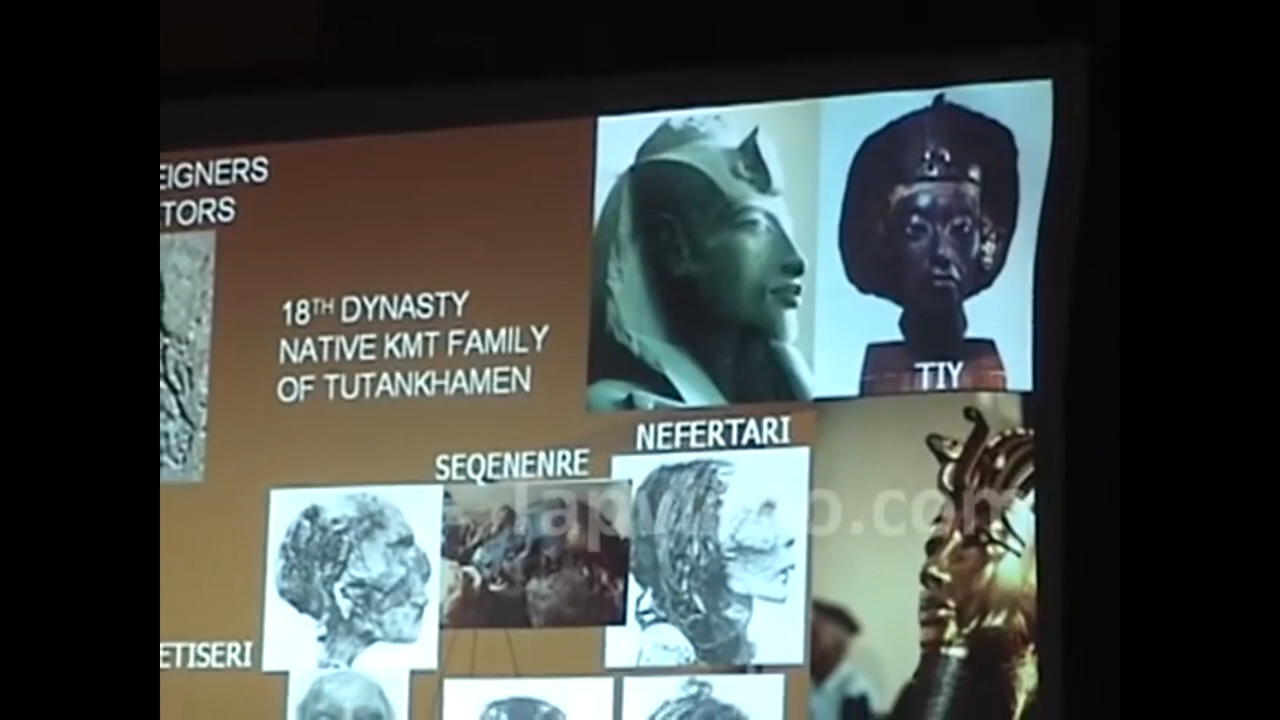 EIGNERS
TORS
18TH DYNASTY
NATIVE KMT FAMILY
OF TUTANKHAMEN
TIY
NEFERTARI
SEQENENRE
ETISERI